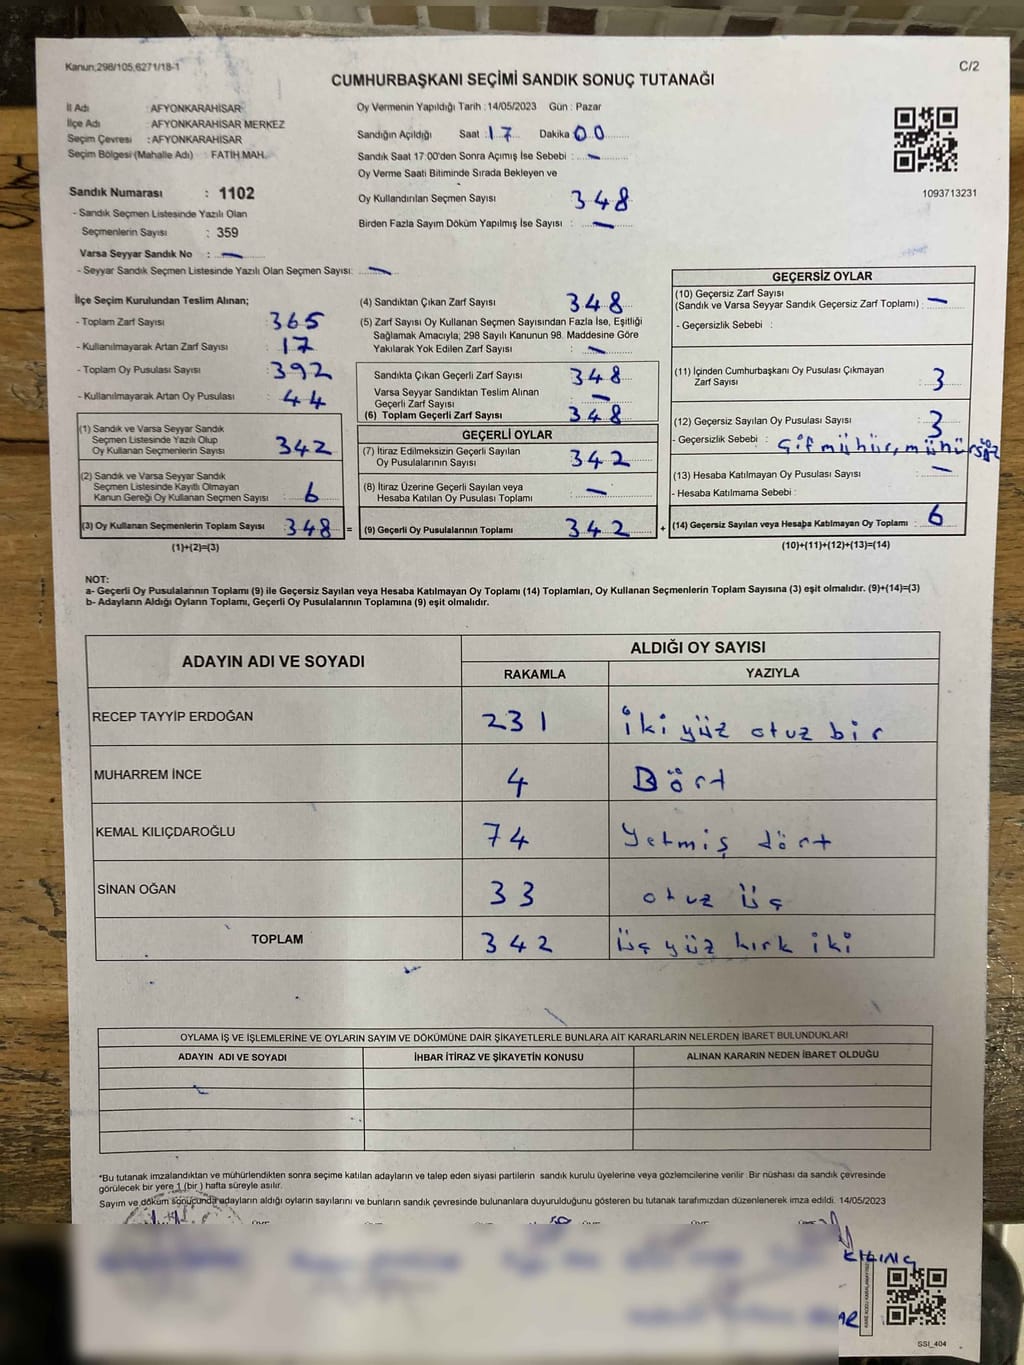 Kanun;298/105,6271/18-1
C/2
CUMHURBAŞKANI SEÇİMİ SANDIK SONUÇ TUTANAĞI
İl Adı : AFYONKARAHİSAR
İlçe Adı : AFYONKARAHİSAR MERKEZ
Seçim Çevresi : AFYONKARAHİSAR
Seçim Bölgesi (Mahalle Adı) : FATİH MAH.
Sandık Numarası : 1102
- Sandık Seçmen Listesinde Yazılı Olan
Seçmenlerin Sayısı : 359
Varsa Seyyar Sandık No : —
- Seyyar Sandık Seçmen Listesinde Yazılı Olan Seçmen Sayısı: —
Oy Vermenin Yapıldığı Tarih : 14/05/2023 Gün : Pazar
Sandığın Açıldığı Saat : 17 Dakika 00
Sandık Saat 17:00'den Sonra Açımış İse Sebebi : —
Oy Verme Saati Bitiminde Sırada Bekleyen ve
Oy Kullandırılan Seçmen Sayısı 348
Birden Fazla Sayım Döküm Yapılmış İse Sayısı : —
1093713231
İlçe Seçim Kurulundan Teslim Alınan;
- Toplam Zarf Sayısı : 365
- Kullanılmayarak Artan Zarf Sayısı : 17
- Toplam Oy Pusulası Sayısı : 392
- Kullanılmayarak Artan Oy Pusulası : 44
(1) Sandık ve Varsa Seyyar Sandık
Seçmen Listesinde Yazılı Olup
Oy Kullanan Seçmenlerin Sayısı 342
(2) Sandık ve Varsa Seyyar Sandık
Seçmen Listesinde Kayıtlı Olmayan
Kanun Gereği Oy Kullanan Seçmen Sayısı : 6
(3) Oy Kullanan Seçmenlerin Toplam Sayısı : 348 =
(1)+(2)=(3)
(4) Sandıktan Çıkan Zarf Sayısı 348
(5) Zarf Sayısı Oy Kullanan Seçmen Sayısından Fazla İse, Eşitliği
Sağlamak Amacıyla; 298 Sayılı Kanunun 98. Maddesine Göre
Yakılarak Yok Edilen Zarf Sayısı : —
Sandıkta Çıkan Geçerli Zarf Sayısı 348
Varsa Seyyar Sandıktan Teslim Alınan
Geçerli Zarf Sayısı : —
(6) Toplam Geçerli Zarf Sayısı 348
GEÇERLİ OYLAR
(7) İtiraz Edilmeksizin Geçerli Sayılan
Oy Pusulalarının Sayısı 342
(8) İtiraz Üzerine Geçerli Sayılan veya
Hesaba Katılan Oy Pusulası Toplamı : —
(9) Geçerli Oy Pusulalarının Toplamı : 342 +
GEÇERSİZ OYLAR
(10) Geçersiz Zarf Sayısı
(Sandık ve Varsa Seyyar Sandık Geçersiz Zarf Toplamı) : —
- Geçersizlik Sebebi :
(11) İçinden Cumhurbaşkanı Oy Pusulası Çıkmayan
Zarf Sayısı : 3
(12) Geçersiz Sayılan Oy Pusulası Sayısı : 3
- Geçersizlik Sebebi : Çift mühür, mühürsüz
(13) Hesaba Katılmayan Oy Pusulası Sayısı : —
- Hesaba Katılmama Sebebi :
(14) Geçersiz Sayılan veya Hesaba Katılmayan Oy Toplamı : 6
(10)+(11)+(12)+(13)=(14)
NOT:
a- Geçerli Oy Pusulalarının Toplamı (9) ile Geçersiz Sayılan veya Hesaba Katılmayan Oy Toplamı (14) Toplamları, Oy Kullanan Seçmenlerin Toplam Sayısına (3) eşit olmalıdır. (9)+(14)=(3)
b- Adayların Aldığı Oyların Toplamı, Geçerli Oy Pusulalarının Toplamına (9) eşit olmalıdır.
ADAYIN ADI VE SOYADI
ALDIĞI OY SAYISI
RAKAMLA YAZIYLA
RECEP TAYYİP ERDOĞAN 231 iki yüz otuz bir
MUHARREM İNCE 4 Dört
KEMAL KILIÇDAROĞLU 74 Yetmiş dört
SİNAN OĞAN 33 otuz üç
TOPLAM 342 üç yüz kırk iki
OYLAMA İŞ VE İŞLEMLERİNE VE OYLARIN SAYIM VE DÖKÜMÜNE DAİR ŞİKAYETLERLE BUNLARA AİT KARARLARIN NELERDEN İBARET BULUNDUKLARI
ADAYIN ADI VE SOYADI İHBAR İTİRAZ VE ŞİKAYETİN KONUSU ALINAN KARARIN NEDEN İBARET OLDUĞU
*Bu tutanak imzalandıktan ve mühürlendikten sonra seçime katılan adayların ve talep eden siyasi partilerin sandık kurulu üyelerine veya gözlemcilerine verilir. Bir nüshası da sandık çevresinde
görülecek bir yere 1 (bir ) hafta süreyle asılır.
Sayım ve döküm sonucunda adayların aldığı oyların sayılarını ve bunların sandık çevresinde bulunanlara duyurulduğunu gösteren bu tutanak tarafımızdan düzenlenerek imza edildi. 14/05/2023
KILINÇ
AR
SSI_404